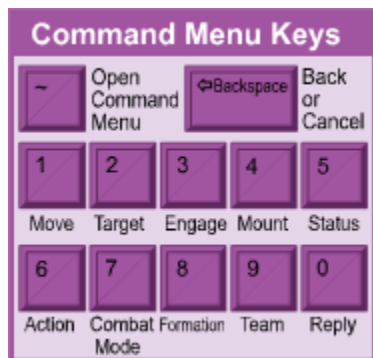 Command Menu Keys
~
Open
Command
Menu
⇦Backspace
Back
or
Cancel
1 2 3 4 5
Move Target Engage Mount Status
6 7 8 9 0
Action Combat Mode Formation Team Reply